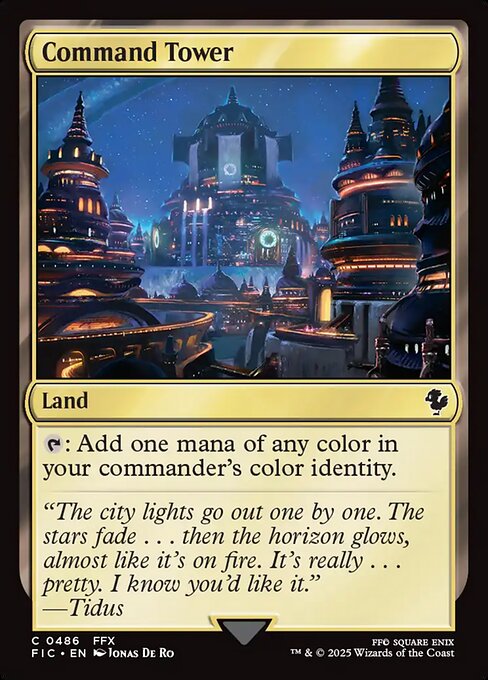 Command Tower
Land
: Add one mana of any color in
your commander's color identity.
"The city lights go out one by one. The
stars fade . . . then the horizon glows,
almost like it's on fire. It's really . . .
pretty. I know you'd like it."
—Tidus
C 0486 FFX
FIC • EN Jonas De Ro
FF© SQUARE ENIX
™ & © 2025 Wizards of the Coast